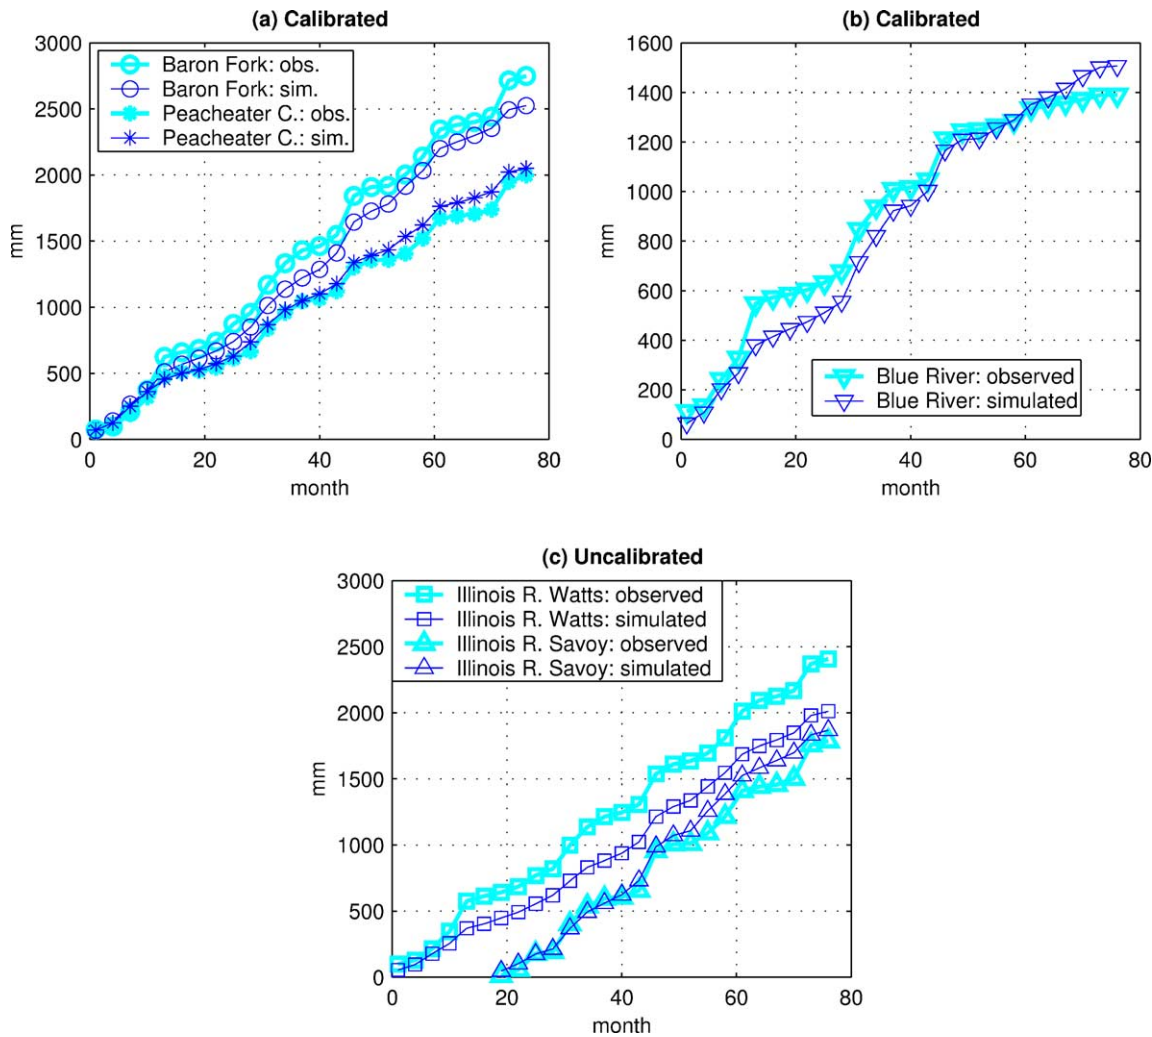 (a) Calibrated
3000
2500
2000
1500
1000
500
0
mm
Baron Fork: obs.
Baron Fork: sim.
Peacheater C.: obs.
Peacheater C.: sim.
0 20 40 60 80
month
(b) Calibrated
1600
1400
1200
1000
800
600
400
200
0
mm
Blue River: observed
Blue River: simulated
0 20 40 60 80
month
(c) Uncalibrated
3000
2500
2000
1500
1000
500
0
mm
Illinois R. Watts: observed
Illinois R. Watts: simulated
Illinois R. Savoy: observed
Illinois R. Savoy: simulated
0 20 40 60 80
month